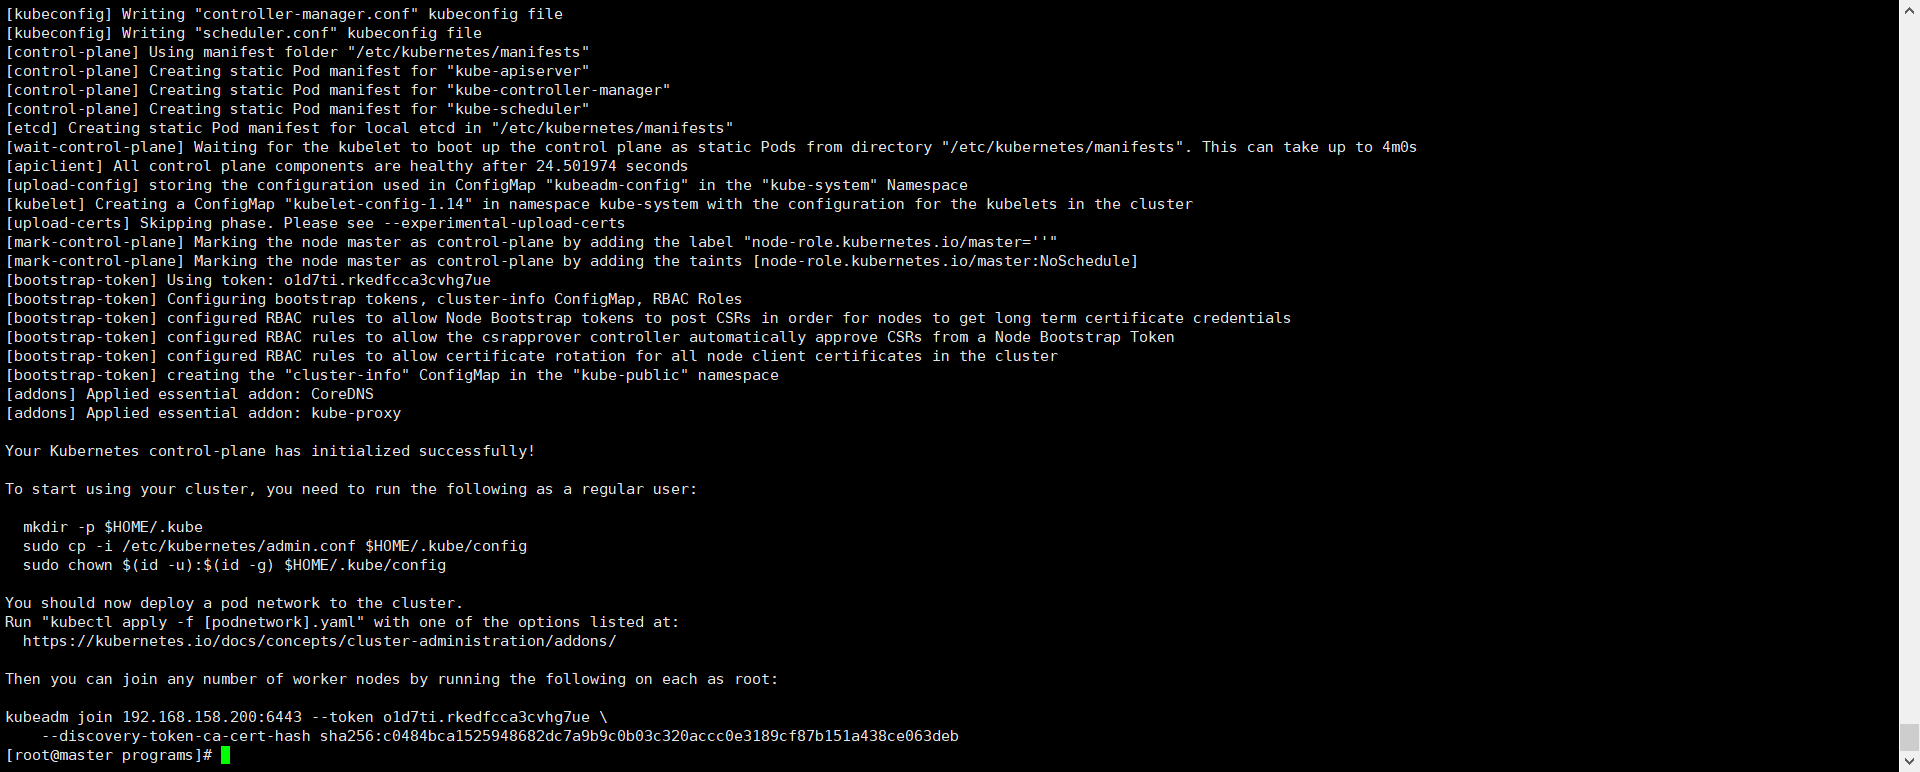 [kubeconfig] Writing "controller-manager.conf" kubeconfig file
[kubeconfig] Writing "scheduler.conf" kubeconfig file
[control-plane] Using manifest folder "/etc/kubernetes/manifests"
[control-plane] Creating static Pod manifest for "kube-apiserver"
[control-plane] Creating static Pod manifest for "kube-controller-manager"
[control-plane] Creating static Pod manifest for "kube-scheduler"
[etcd] Creating static Pod manifest for local etcd in "/etc/kubernetes/manifests"
[wait-control-plane] Waiting for the kubelet to boot up the control plane as static Pods from directory "/etc/kubernetes/manifests". This can take up to 4m0s
[apiclient] All control plane components are healthy after 24.501974 seconds
[upload-config] storing the configuration used in ConfigMap "kubeadm-config" in the "kube-system" Namespace
[kubelet] Creating a ConfigMap "kubelet-config-1.14" in namespace kube-system with the configuration for the kubelets in the cluster
[upload-certs] Skipping phase. Please see --experimental-upload-certs
[mark-control-plane] Marking the node master as control-plane by adding the label "node-role.kubernetes.io/master=''"
[mark-control-plane] Marking the node master as control-plane by adding the taints [node-role.kubernetes.io/master:NoSchedule]
[bootstrap-token] Using token: o1d7ti.rkedfcca3cvhg7ue
[bootstrap-token] Configuring bootstrap tokens, cluster-info ConfigMap, RBAC Roles
[bootstrap-token] configured RBAC rules to allow Node Bootstrap tokens to post CSRs in order for nodes to get long term certificate credentials
[bootstrap-token] configured RBAC rules to allow the csrapprover controller automatically approve CSRs from a Node Bootstrap Token
[bootstrap-token] configured RBAC rules to allow certificate rotation for all node client certificates in the cluster
[bootstrap-token] creating the "cluster-info" ConfigMap in the "kube-public" namespace
[addons] Applied essential addon: CoreDNS
[addons] Applied essential addon: kube-proxy
Your Kubernetes control-plane has initialized successfully!
To start using your cluster, you need to run the following as a regular user:
mkdir -p $HOME/.kube
sudo cp -i /etc/kubernetes/admin.conf $HOME/.kube/config
sudo chown $(id -u):$(id -g) $HOME/.kube/config
You should now deploy a pod network to the cluster.
Run "kubectl apply -f [podnetwork].yaml" with one of the options listed at:
https://kubernetes.io/docs/concepts/cluster-administration/addons/
Then you can join any number of worker nodes by running the following on each as root:
kubeadm join 192.168.158.200:6443 --token o1d7ti.rkedfcca3cvhg7ue \
--discovery-token-ca-cert-hash sha256:c0484bca1525948682dc7a9b9c0b03c320accc0e3189cf87b151a438ce063deb
[root@master programs]#